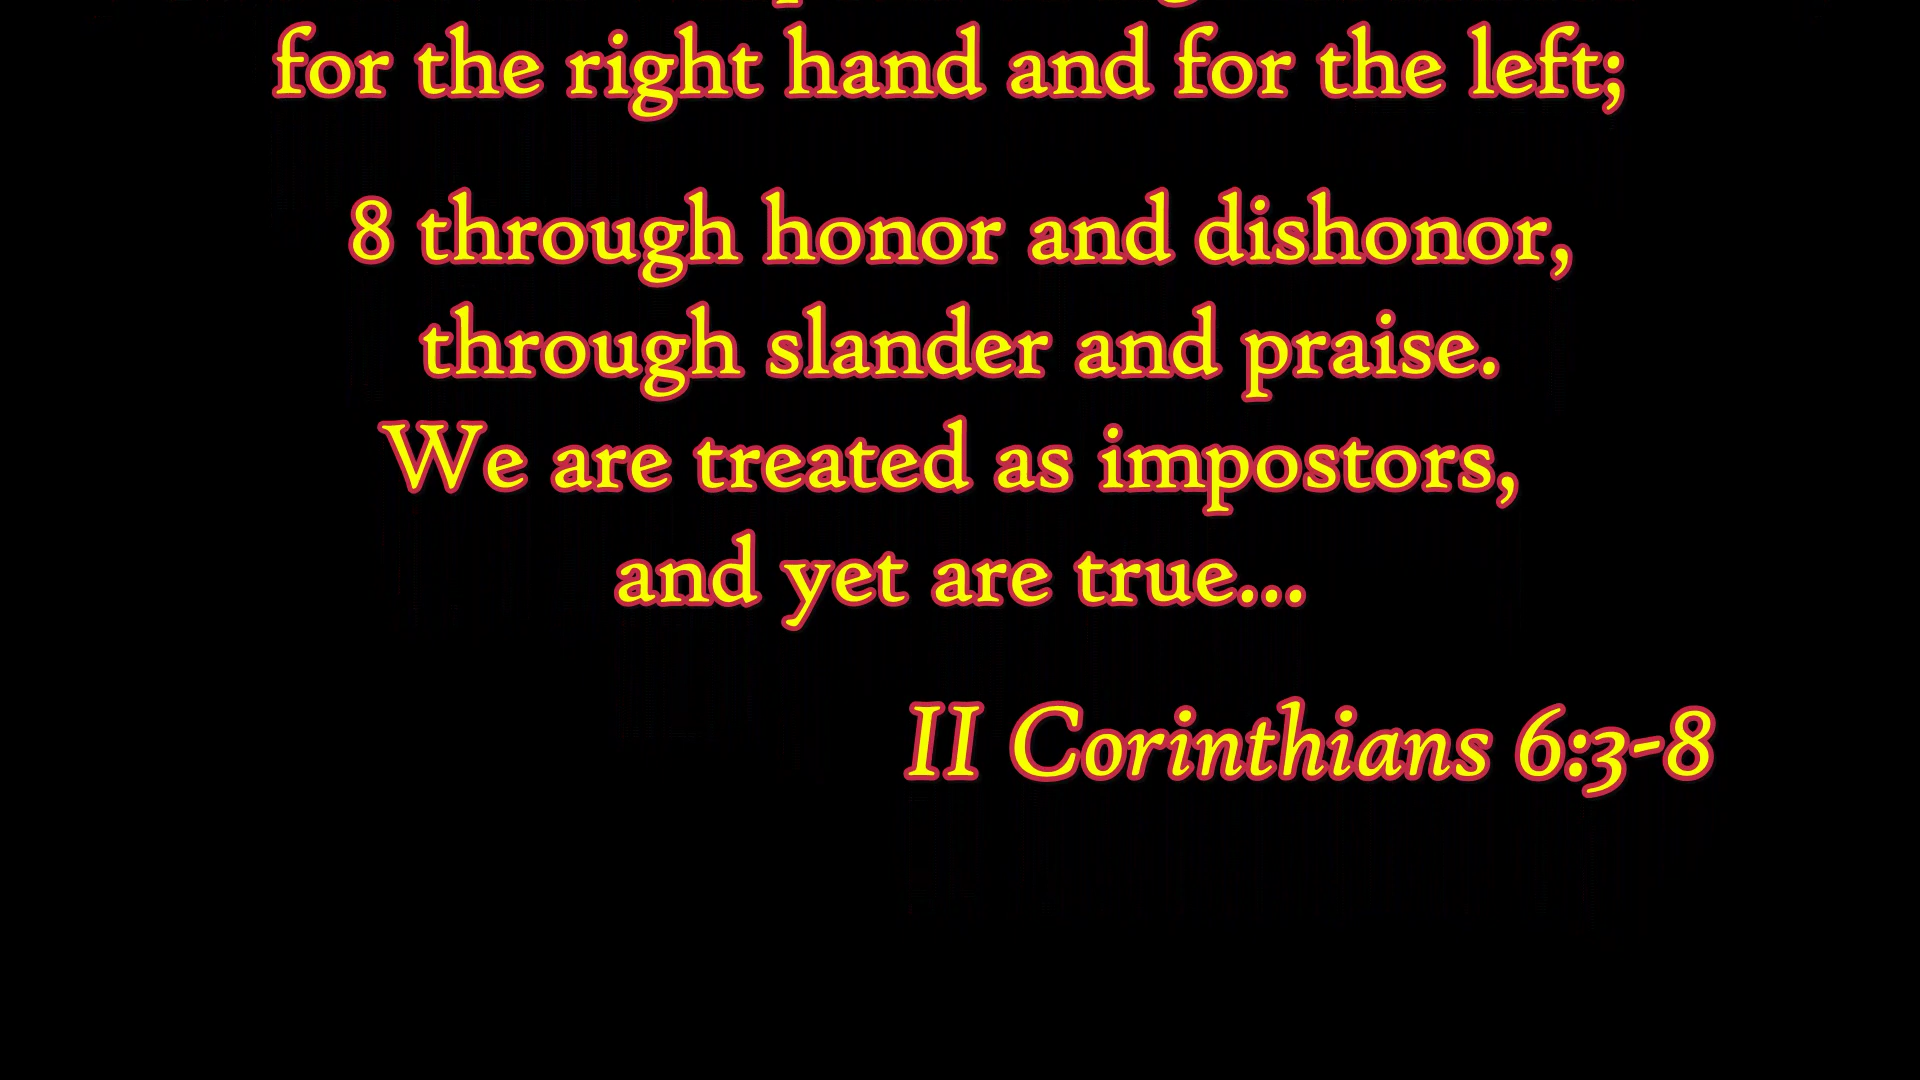 for the right hand and for the left;
8 through honor and dishonor,
through slander and praise.
We are treated as impostors,
and yet are true...
II Corinthians 6:3-8